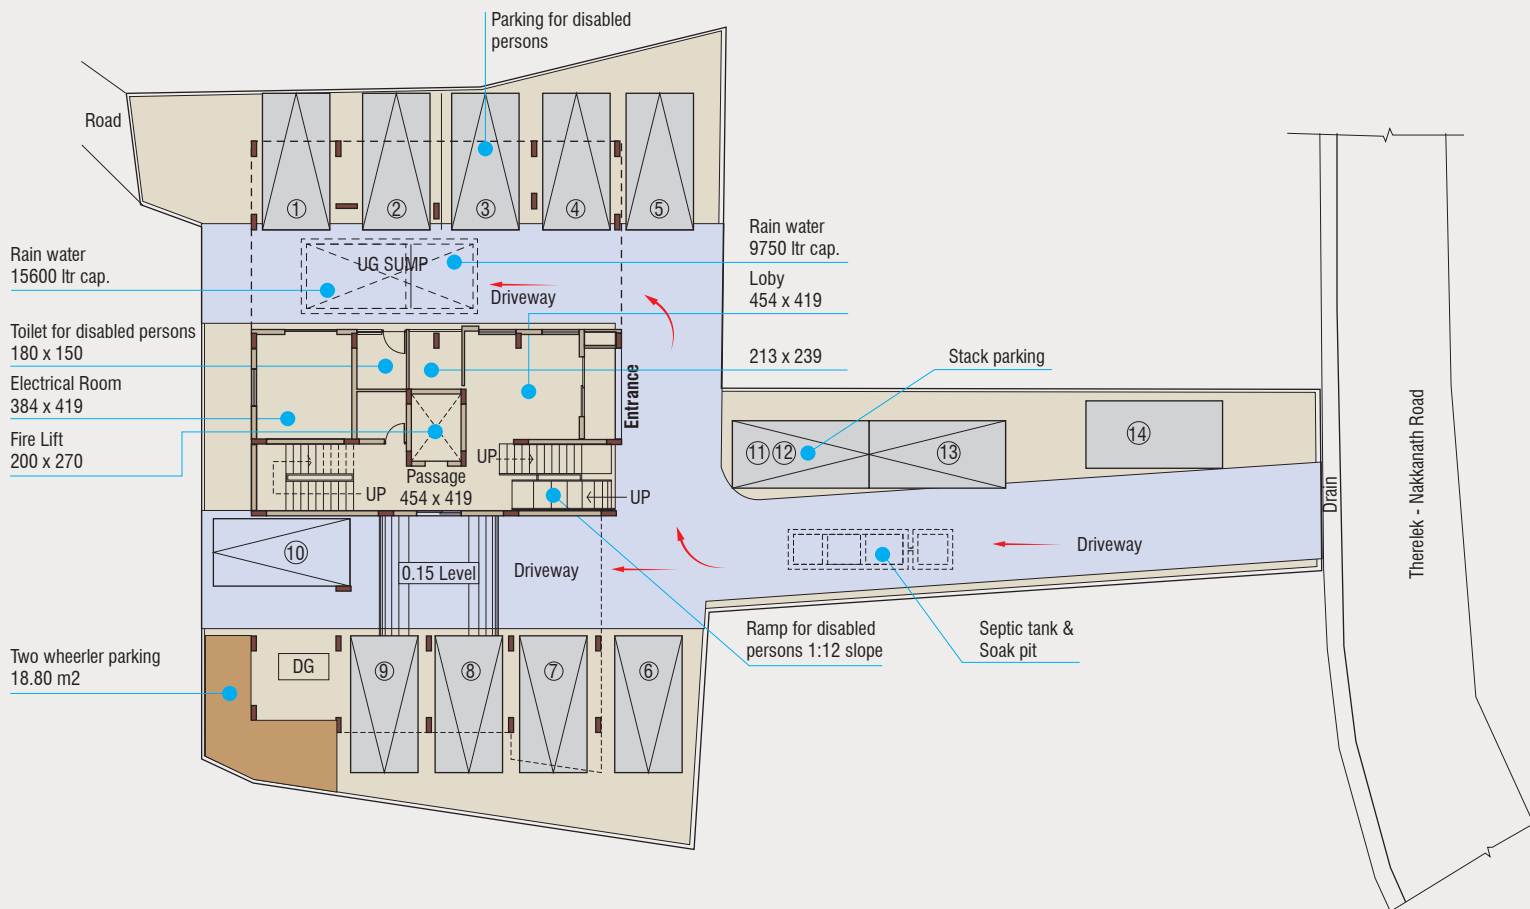 Parking for disabled
persons
Road
①
②
③
④
⑤
Rain water
15600 ltr cap.
UG SUMP
Driveway
Rain water
9750 ltr cap.
Loby
454 x 419
213 x 239
Toilet for disabled persons
180 x 150
Electrical Room
384 x 419
Fire Lift
200 x 270
Entrance
Stack parking
UP
Passage
454 x 419
UP
UP
⑪ ⑫
⑬
⑭
Drain
Therelek - Nakkanath Road
⑩
0.15 Level
Driveway
Driveway
Ramp for disabled
persons 1:12 slope
Septic tank &
Soak pit
Two wheerler parking
18.80 m2
DG
⑨
⑧
⑦
⑥